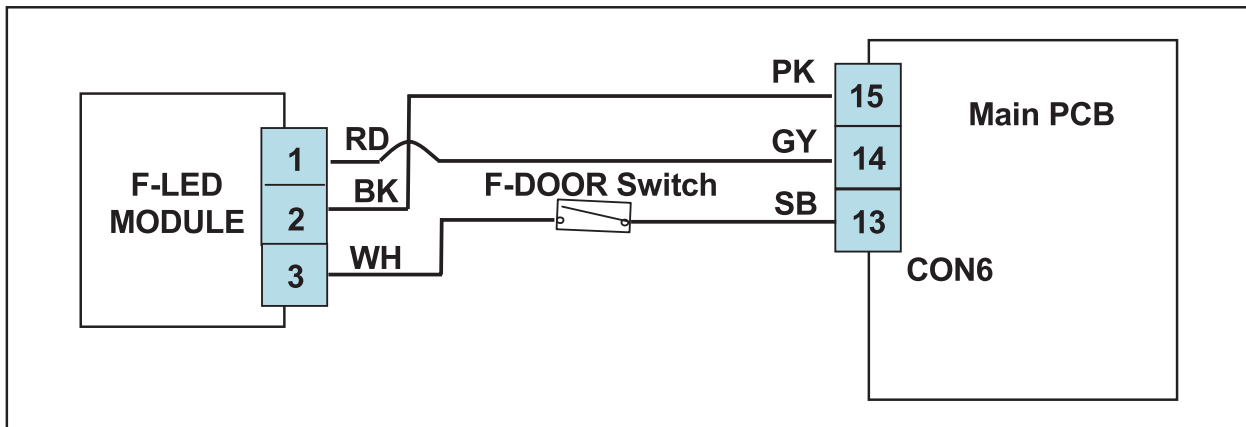 PK
15
Main PCB
RD
GY
14
1
F-LED
MODULE
BK
F-DOOR Switch
2
SB
13
WH
3
CON6